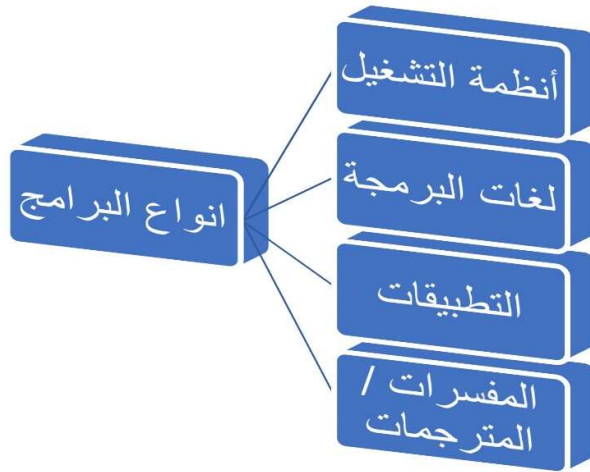 انواع البرامج
أنظمة التشغيل
لغات البرمجة
التطبيقات
المفسرات /
المترجمات